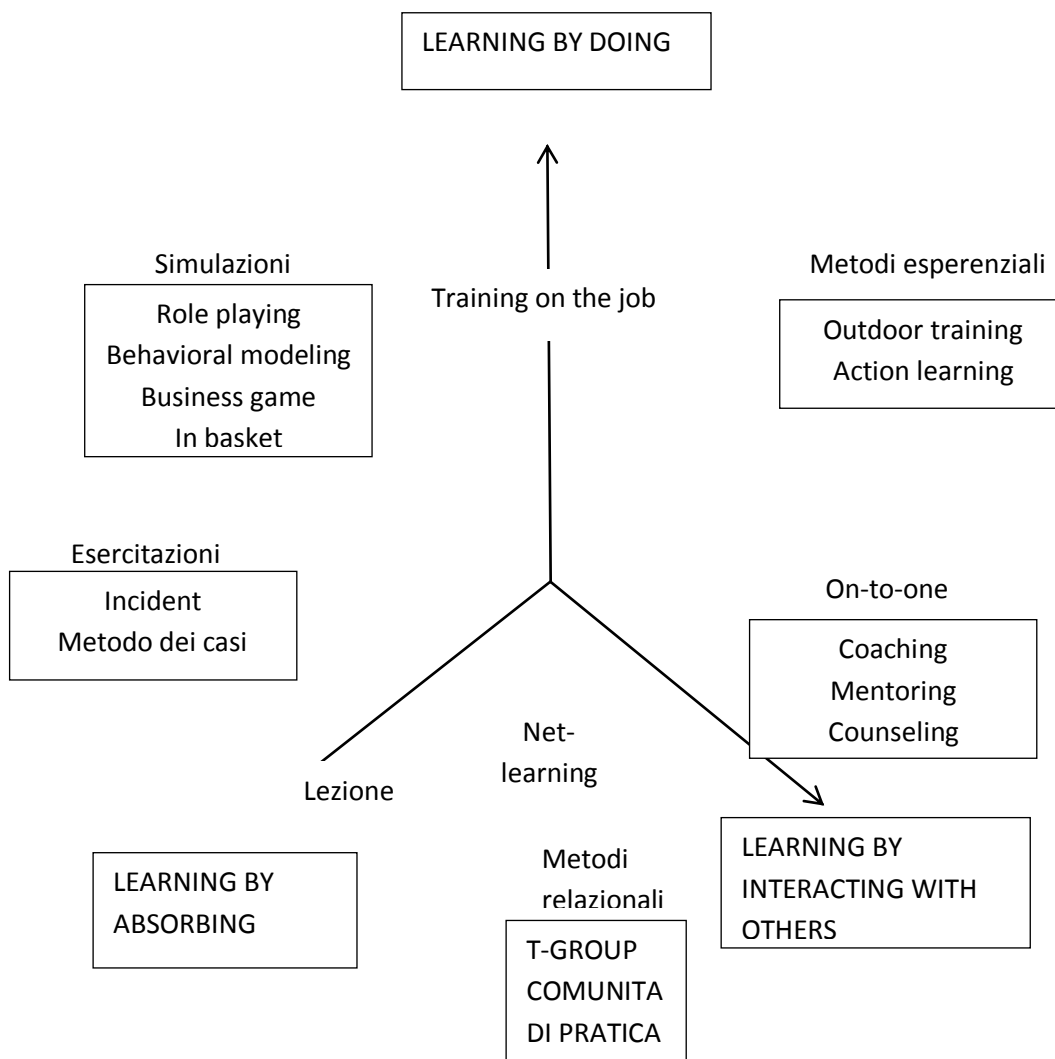 LEARNING BY DOING
Simulazioni
Role playing
Behavioral modeling
Business game
In basket
Training on the job
Metodi esperenziali
Outdoor training
Action learning
Esercitazioni
Incident
Metodo dei casi
On-to-one
Coaching
Mentoring
Counseling
Net-
learning
Lezione
LEARNING BY
ABSORBING
Metodi
relazionali
T-GROUP
COMUNITA
DI PRATICA
LEARNING BY
INTERACTING WITH
OTHERS